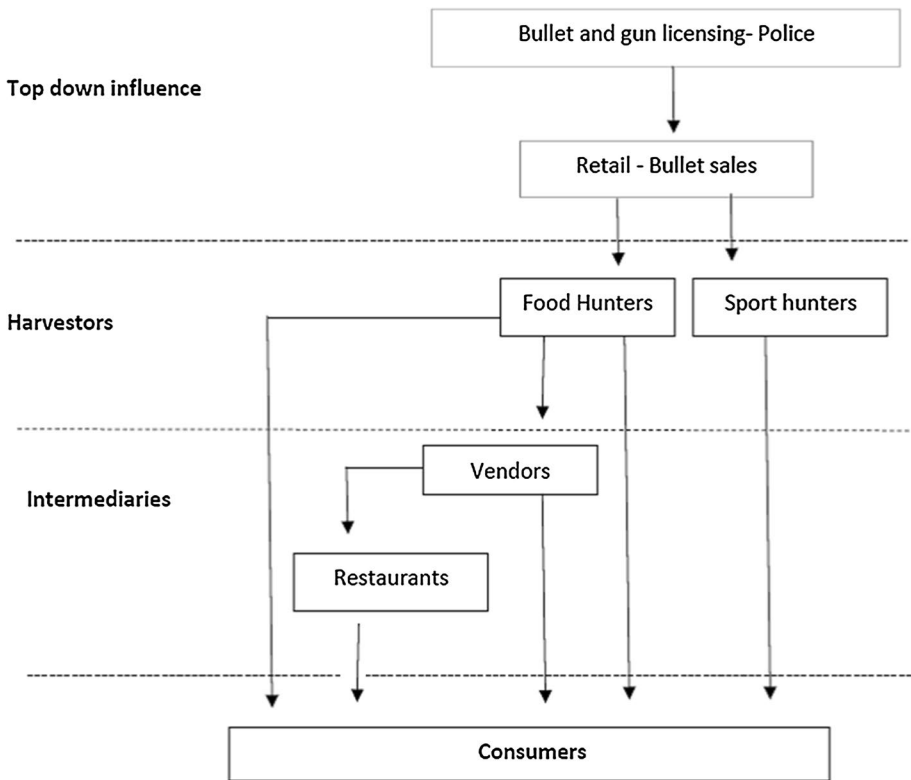 Bullet and gun licensing- Police
Top down influence
Retail - Bullet sales
Food Hunters
Sport hunters
Harvestors
Vendors
Intermediaries
Restaurants
Consumers